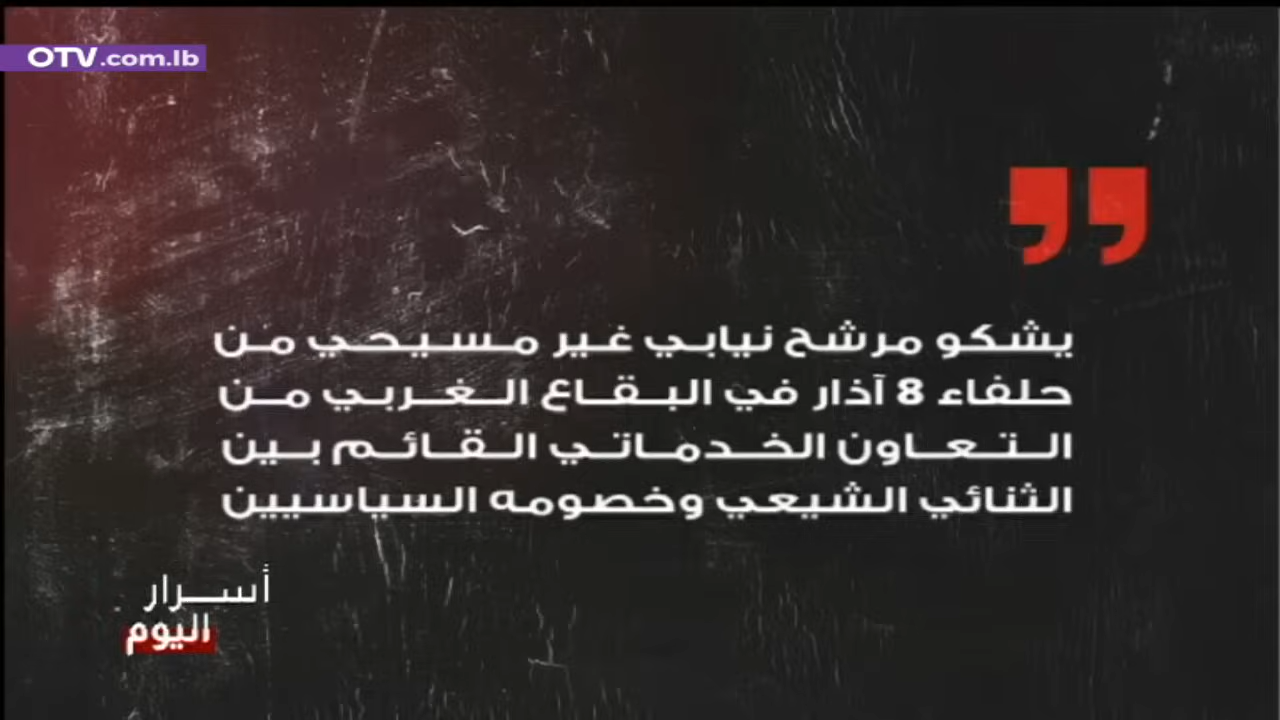 OTV.com.lb
"
يشكو مرشح نيابي غير مسيحي من
حلفاء 8 آذار في البقاع الغربي من
التعاون الخدماتي القائم بين
الثنائي الشيعي وخصومه السياسيين
أسرار
اليوم